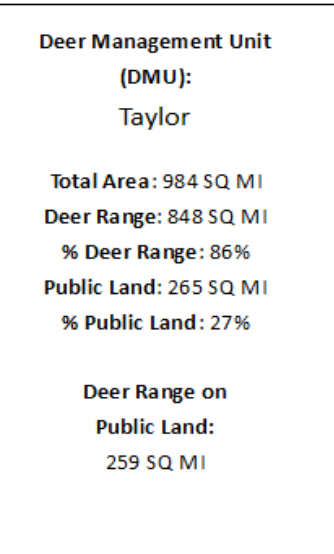 Deer Management Unit
(DMU):
Taylor
Total Area: 984 SQ MI
Deer Range: 848 SQ MI
% Deer Range: 86%
Public Land: 265 SQ MI
% Public Land: 27%
Deer Range on
Public Land:
259 SQ MI